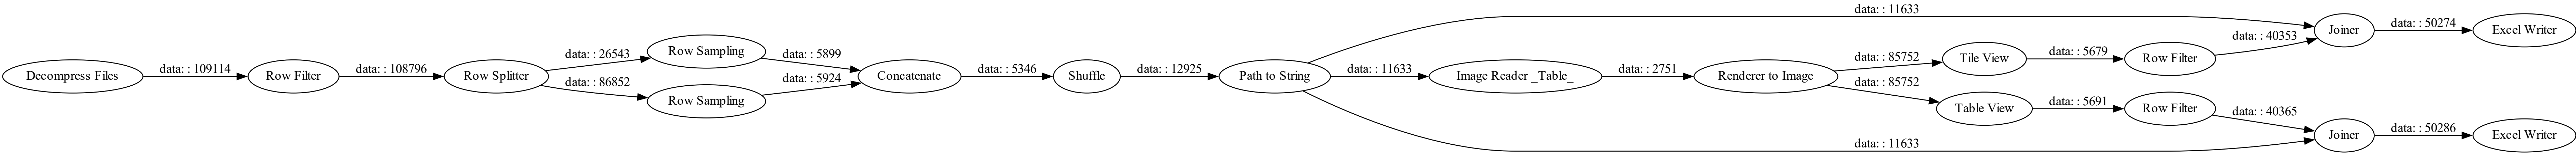 Decompress Files
data: : 109114
Row Filter
data: : 108796
Row Splitter
data: : 26543
data: : 86852
Row Sampling
Row Sampling
data: : 5899
data: : 5924
Concatenate
data: : 5346
Shuffle
data: : 12925
Path to String
data: : 11633
data: : 11633
data: : 11633
Image Reader _Table_
data: : 2751
Renderer to Image
data: : 85752
data: : 85752
Tile View
Table View
data: : 5679
data: : 5691
Row Filter
Row Filter
data: : 40353
data: : 40365
Joiner
Joiner
data: : 50274
data: : 50286
Excel Writer
Excel Writer